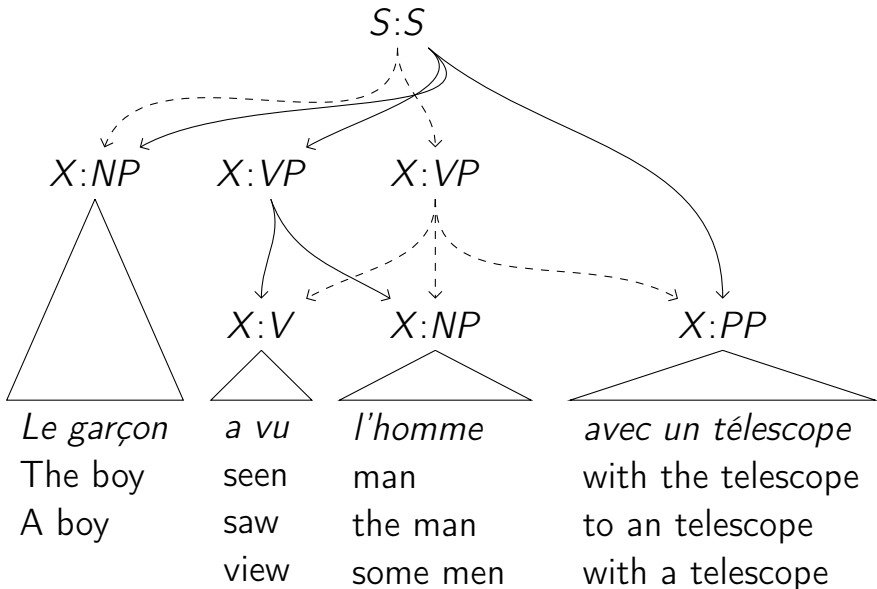 S:S
X:NP X:VP X:VP
X:V X:NP X:PP
Le garçon a vu l'homme avec un télescope
The boy seen man with the telescope
A boy saw the man to an telescope
view some men with a telescope